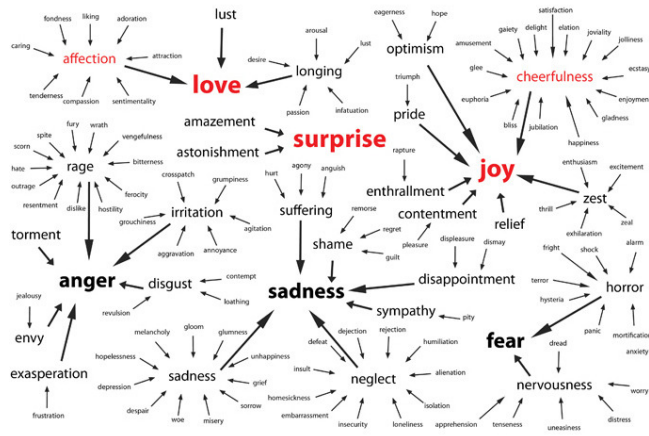 fondness
liking
adoration
caring
affection
attraction
tenderness
compassion
sentimentality
lust
love
arousal
desire
lust
longing
passion
infatuation
eagerness
hope
optimism
triumph
pride
satisfaction
gaiety
delight
elation
joviality
amusement
jolliness
glee
cheerfulness
ecstasy
euphoria
enjoyment
bliss
jubilation
gladness
happiness
amazement
astonishment
surprise
joy
rapture
enthrallment
contentment
pleasure
relief
enthusiasm
excitement
zest
thrill
exhilaration
zeal
fury
wrath
spite
vengefulness
scorn
rage
bitterness
hate
outrage
ferocity
resentment
dislike
hostility
crosspatch
grumpiness
irritation
grouchiness
agitation
aggravation
annoyance
torment
anger
disgust
contempt
revulsion
loathing
jealousy
envy
exasperation
frustration
hurt
agony
anguish
suffering
remorse
shame
regret
guilt
displeasure
dismay
disappointment
sadness
sympathy
pity
melancholy
gloom
glumness
hopelessness
unhappiness
depression
sadness
grief
despair
woe
misery
sorrow
dejection
rejection
defeat
humiliation
insult
neglect
alienation
homesickness
embarrassment
isolation
insecurity
loneliness
fright
shock
alarm
terror
horror
hysteria
panic
mortification
fear
anxiety
dread
nervousness
worry
apprehension
tenseness
uneasiness
distress